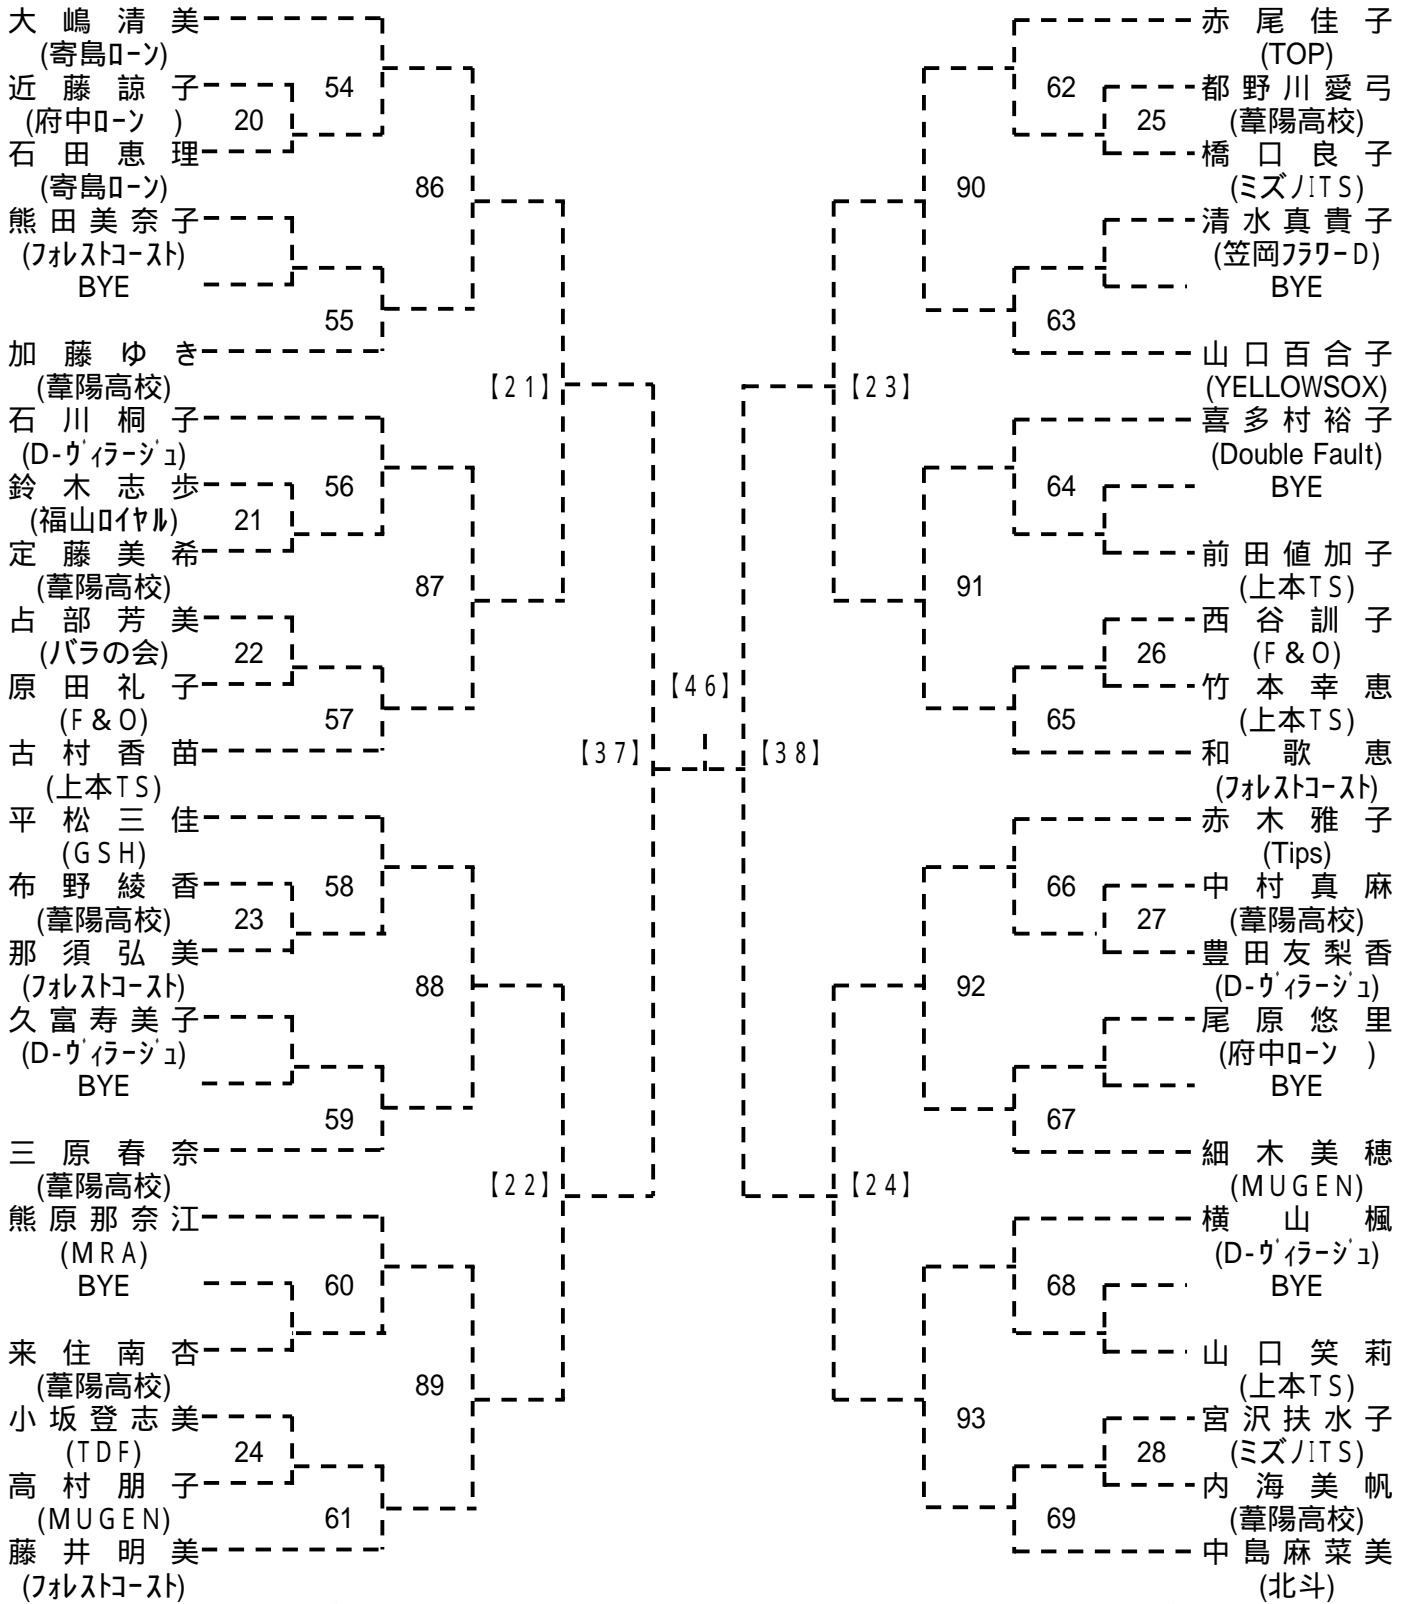 大嶋清美
(寄島ローン)
近藤諒子
(府中ローン　)
石田恵理
(寄島ローン)
熊田美奈子
(フォレストコースト)
BYE
加藤ゆき
(葦陽高校)
石川桐子
(D-ヴィラージュ)
鈴木志歩
(福山ロイヤル)
定藤美希
(葦陽高校)
占部芳美
(バラの会)
原田礼子
(F&O)
古村香苗
(上本TS)
平松三佳
(GSH)
布野綾香
(葦陽高校)
那須弘美
(フォレストコースト)
久富寿美子
(D-ヴィラージュ)
BYE
三原春奈
(葦陽高校)
熊原那奈江
(MRA)
BYE
来住南杏
(葦陽高校)
小坂登志美
(TDF)
高村朋子
(MUGEN)
藤井明美
(フォレストコースト)
20
21
22
23
24
54
55
56
57
58
59
60
61
86
87
88
89
【21】
【22】
【37】
【46】
【38】
【23】
【24】
90
91
92
93
62
63
64
65
66
67
68
69
25
26
27
28
赤尾佳子
(TOP)
都野川愛弓
(葦陽高校)
橋口良子
(ミズノITS)
清水真貴子
(笠岡フラワーD)
BYE
山口百合子
(YELLOWSOX)
喜多村裕子
(Double Fault)
BYE
前田値加子
(上本TS)
西谷訓子
(F&O)
竹本幸恵
(上本TS)
和歌恵
(フォレストコースト)
赤木雅子
(Tips)
中村真麻
(葦陽高校)
豊田友梨香
(D-ヴィラージュ)
尾原悠里
(府中ローン　)
BYE
細木美穂
(MUGEN)
横山楓
(D-ヴィラージュ)
BYE
山口笑莉
(上本TS)
宮沢扶水子
(ミズノITS)
内海美帆
(葦陽高校)
中島麻菜美
(北斗)